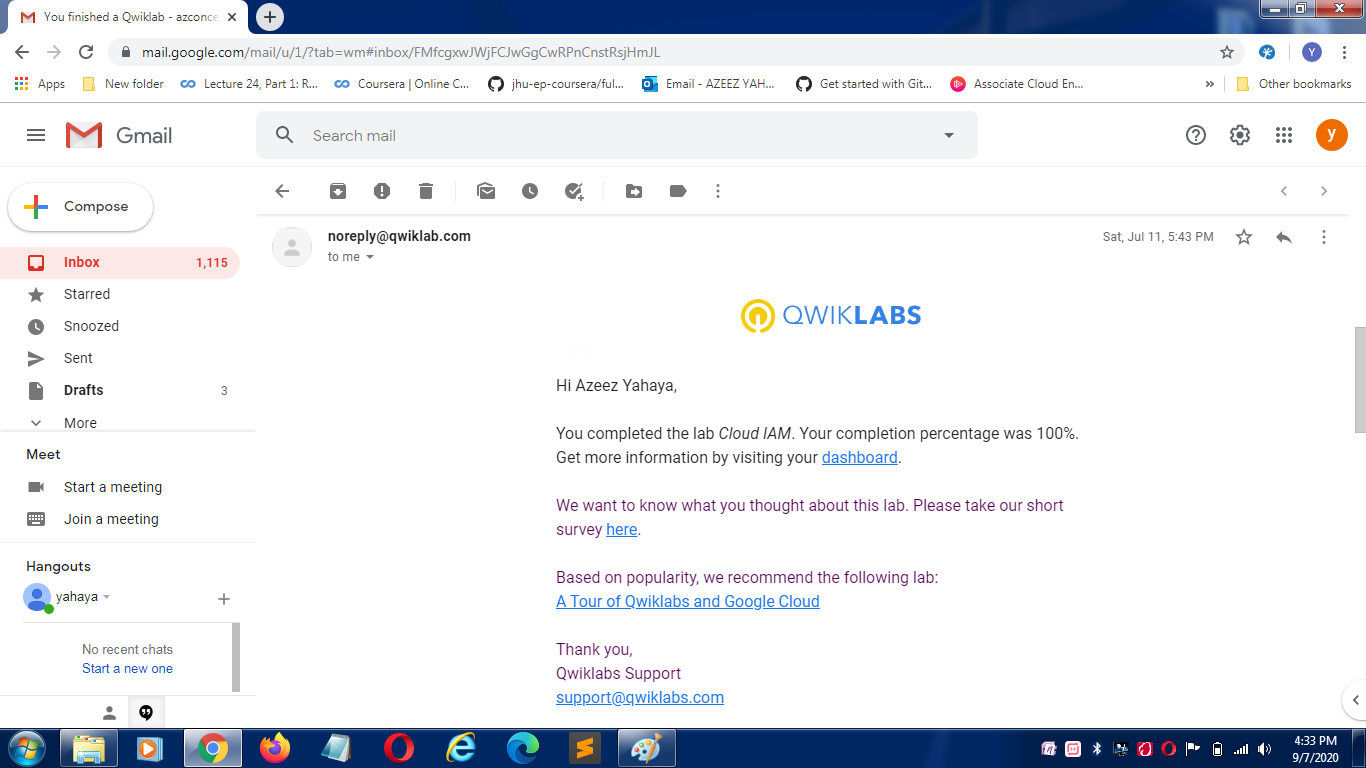 You finished a Qwiklab - azconce
mail.google.com/mail/u/1/?tab=wm#inbox/FMfcgxwJWjFCJwGgCwRPnCnstRsjHmJL
Y
Apps
New folder
Lecture 24, Part 1: R...
Coursera | Online C...
jhu-ep-coursera/ful...
Email - AZEEZ YAH...
Get started with Git...
Associate Cloud En...
»
Other bookmarks
Gmail
Search mail
y
Compose
Inbox 1,115
Starred
Snoozed
Sent
Drafts 3
More
Meet
Start a meeting
Join a meeting
Hangouts
yahaya
No recent chats
Start a new one
noreply@qwiklab.com
Sat, Jul 11, 5:43 PM
to me
QWIKLABS
Hi Azeez Yahaya,
You completed the lab Cloud IAM. Your completion percentage was 100%.
Get more information by visiting your dashboard.
We want to know what you thought about this lab. Please take our short
survey here.
Based on popularity, we recommend the following lab:
A Tour of Qwiklabs and Google Cloud
Thank you,
Qwiklabs Support
support@qwiklabs.com
4:33 PM
9/7/2020